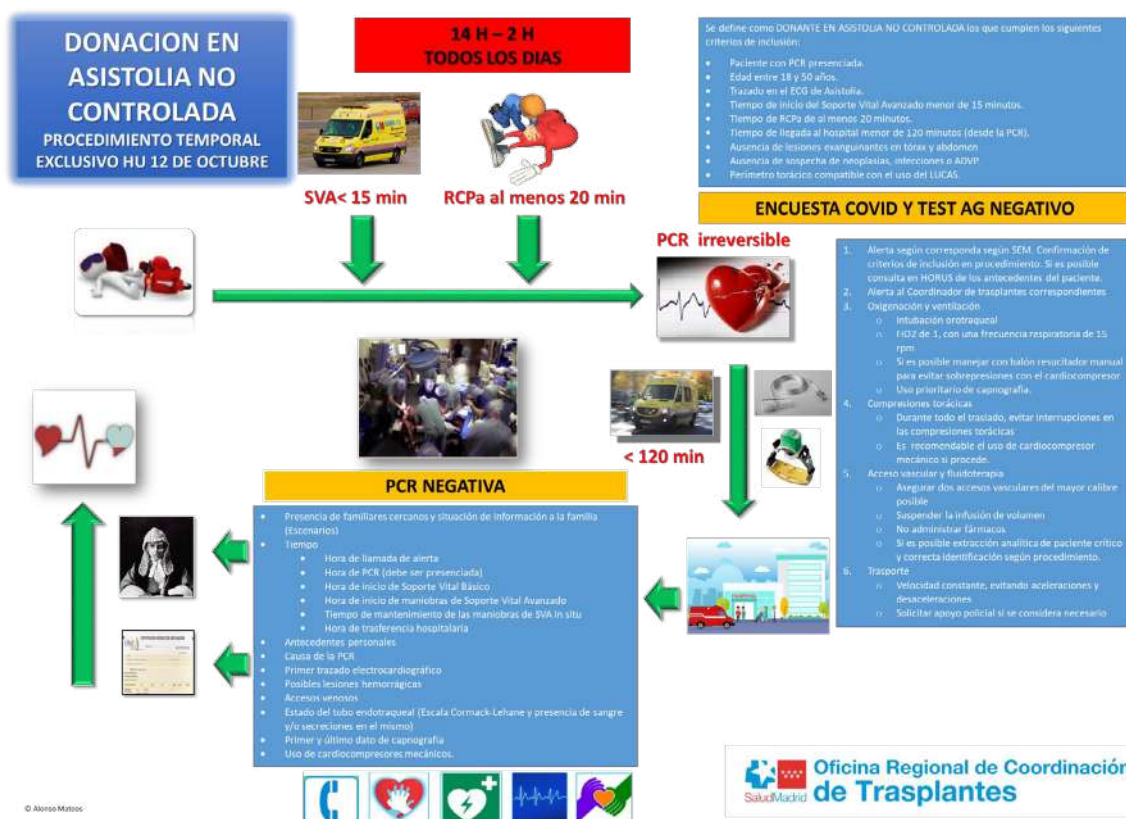 DONACION EN
ASISTOLIA NO
CONTROLADA
PROCEDIMIENTO TEMPORAL
EXCLUSIVO HU 12 DE OCTUBRE
14 H – 2 H
TODOS LOS DIAS
SVA< 15 min
RCPa al menos 20 min
Se define como DONANTE EN ASISTOLIA NO CONTROLADA los que cumplen los siguientes
criterios de inclusión:
• Paciente con PCR presenciada.
• Edad entre 18 y 50 años.
• Trazado en el ECG de Asistolia.
• Tiempo de inicio del Soporte Vital Avanzado menor de 15 minutos.
• Tiempo de RCPa de al menos 20 minutos.
• Tiempo de llegada al hospital menor de 120 minutos (desde la PCR).
• Ausencia de lesiones exanguinantes en tórax y abdomen
• Ausencia de sospecha de neoplasias, infecciones o ADVP
• Perímetro torácico compatible con el uso del LUCAS.
ENCUESTA COVID Y TEST AG NEGATIVO
PCR irreversible
1. Alerta según corresponda según SEM. Confirmación de
criterios de inclusión en procedimiento. Si es posible
consulta en HORUS de los antecedentes del paciente.
2. Alerta al Coordinador de trasplantes correspondientes
3. Oxigenación y ventilación
o Intubación orotraqueal
o FiO2 de 1, con una frecuencia respiratoria de 15
rpm
o Si es posible manejar con balón resucitador manual
para evitar sobrepresiones con el cardiocompresor
o Uso prioritario de capnografía.
4. Compresiones torácicas
o Durante todo el traslado, evitar interrupciones en
las compresiones torácicas
o Es recomendable el uso de cardiocompresor
mecánico si procede.
5. Acceso vascular y fluidoterapia
o Asegurar dos accesos vasculares del mayor calibre
posible
o Suspender la infusión de volumen
o No administrar fármacos
o Si es posible extracción analítica de paciente crítico
y correcta identificación según procedimiento.
6. Trasporte
o Velocidad constante, evitando aceleraciones y
desaceleraciones
o Solicitar apoyo policial si se considera necesario
< 120 min
PCR NEGATIVA
• Presencia de familiares cercanos y situación de información a la familia
(Escenarios)
• Tiempo
• Hora de llamada de alerta
• Hora de PCR (debe ser presenciada)
• Hora de inicio de Soporte Vital Básico
• Hora de inicio de maniobras de Soporte Vital Avanzado
• Tiempo de mantenimiento de las maniobras de SVA in situ
• Hora de trasferencia hospitalaria
• Antecedentes personales
• Causa de la PCR
• Primer trazado electrocardiográfico
• Posibles lesiones hemorrágicas
• Accesos venosos
• Estado del tubo endotraqueal (Escala Cormack-Lehane y presencia de sangre
y/o secreciones en el mismo)
• Primer y último dato de capnografía
• Uso de cardiocompresores mecánicos.
SaludMadrid
Oficina Regional de Coordinación
de Trasplantes
© Alonso Mateos